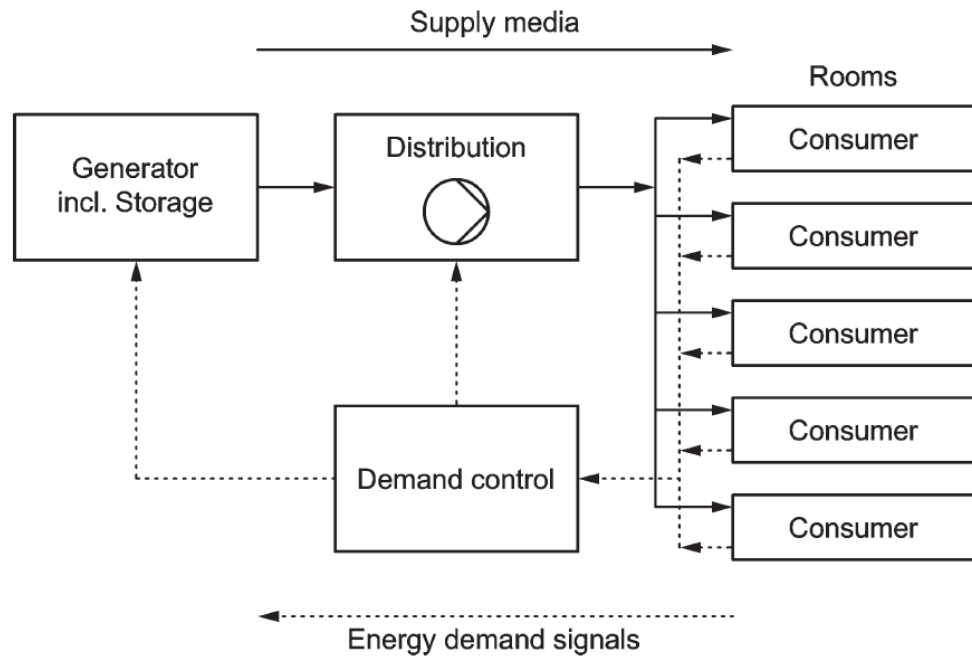 Supply media
Rooms
Generator
incl. Storage
Distribution
Consumer
Consumer
Consumer
Consumer
Consumer
Demand control
Energy demand signals